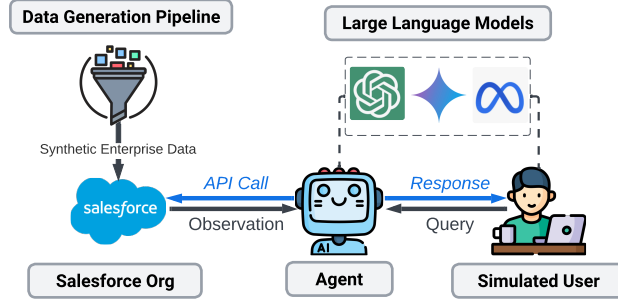 Data Generation Pipeline
Large Language Models
Synthetic Enterprise Data
salesforce
API Call
Response
Observation
Query
AI
Salesforce Org
Agent
Simulated User